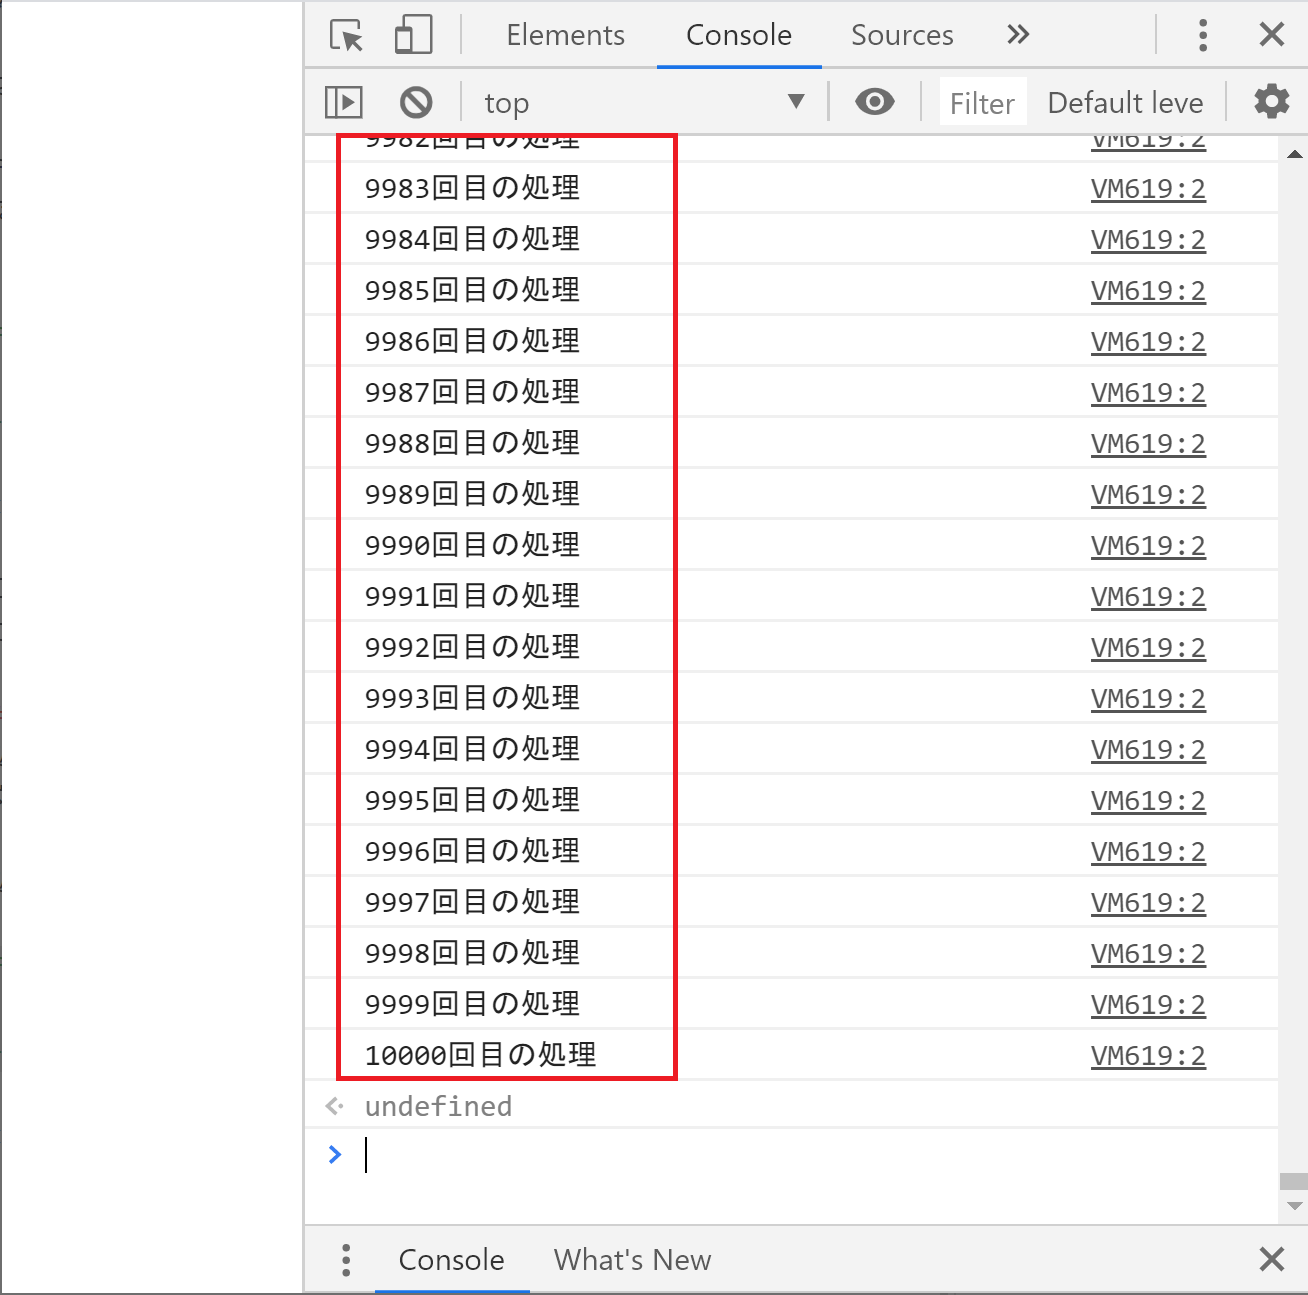 Elements Console Sources
top Filter Default leve
9982回目の処理 VM619:2
9983回目の処理 VM619:2
9984回目の処理 VM619:2
9985回目の処理 VM619:2
9986回目の処理 VM619:2
9987回目の処理 VM619:2
9988回目の処理 VM619:2
9989回目の処理 VM619:2
9990回目の処理 VM619:2
9991回目の処理 VM619:2
9992回目の処理 VM619:2
9993回目の処理 VM619:2
9994回目の処理 VM619:2
9995回目の処理 VM619:2
9996回目の処理 VM619:2
9997回目の処理 VM619:2
9998回目の処理 VM619:2
9999回目の処理 VM619:2
10000回目の処理 VM619:2
undefined
Console What's New